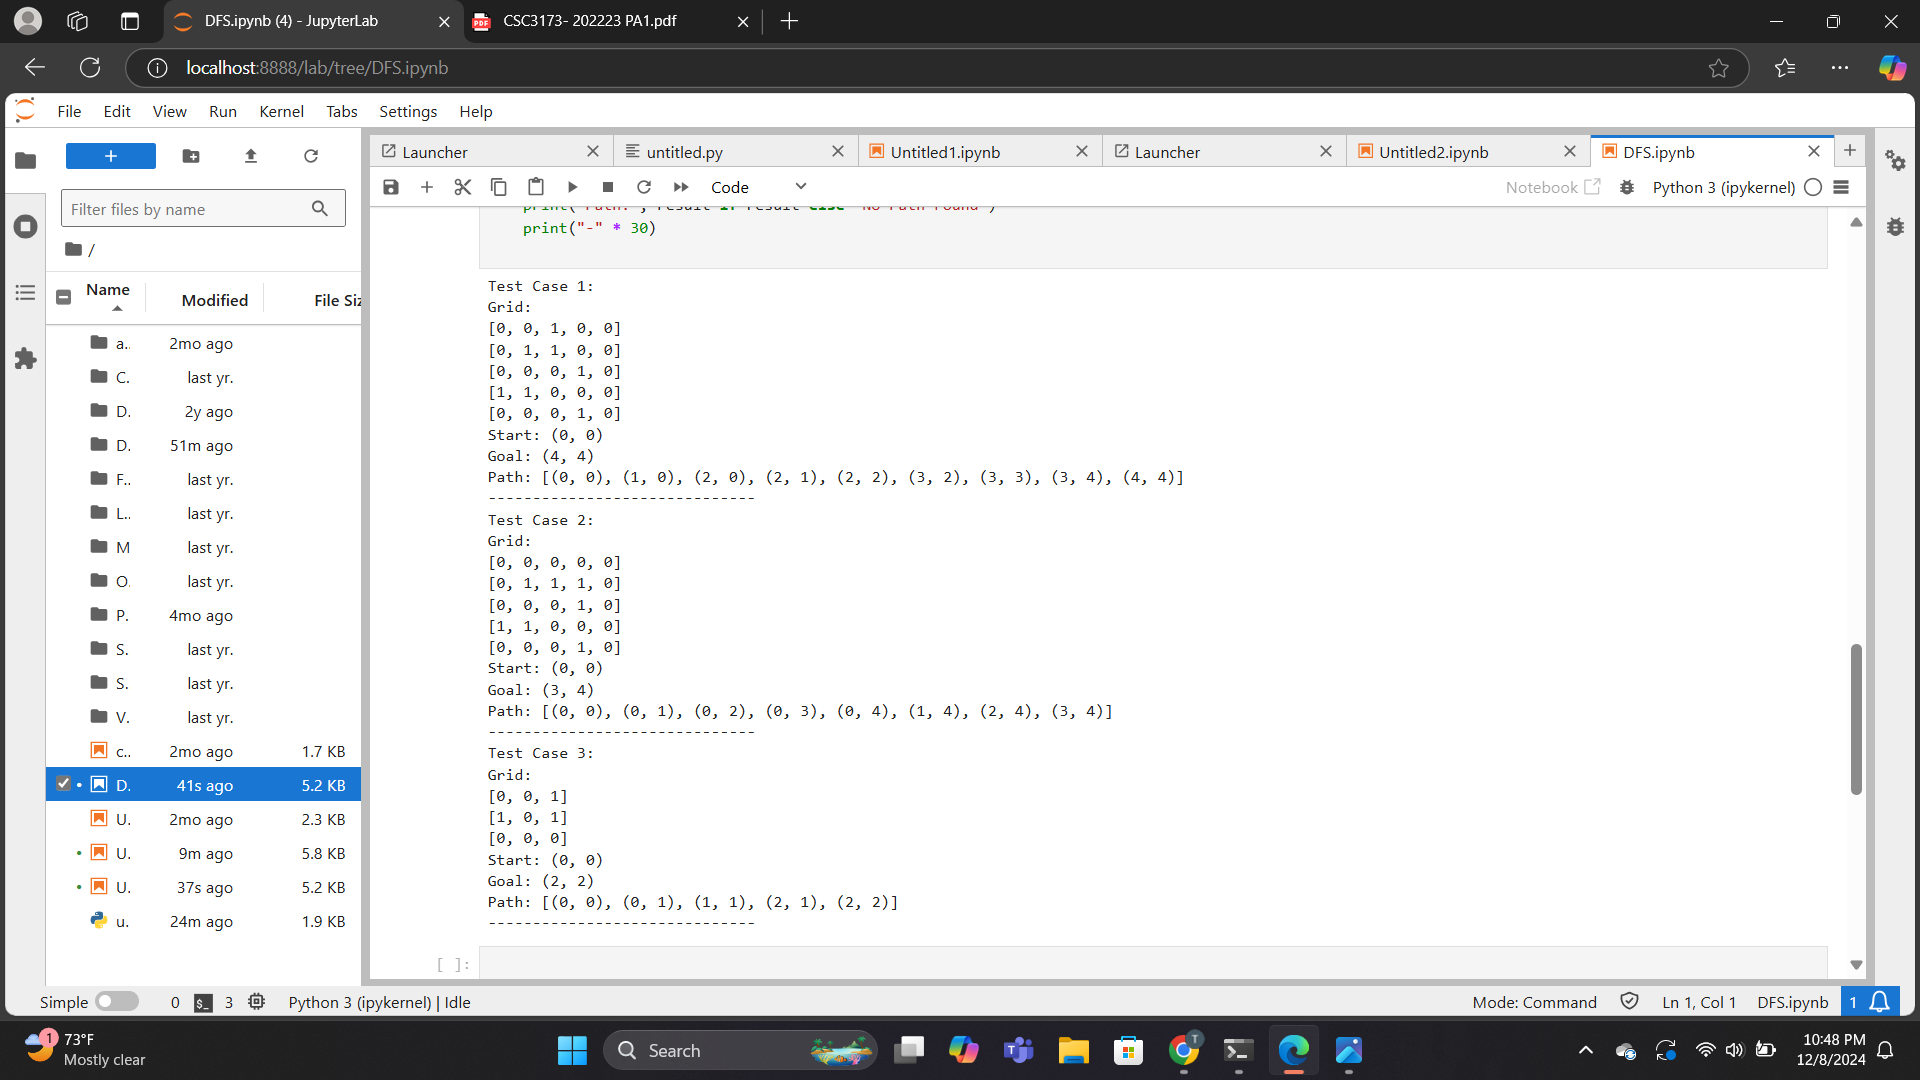 DFS.ipynb (4) - JupyterLab
CSC3173- 202223 PA1.pdf
localhost:8888/lab/tree/DFS.ipynb
File Edit View Run Kernel Tabs Settings Help
Launcher
untitled.py
Untitled1.ipynb
Launcher
Untitled2.ipynb
DFS.ipynb
Code
Notebook
Python 3 (ipykernel)
Filter files by name
/
Name Modified File Siz
a.. 2mo ago
C. last yr.
D. 2y ago
D. 51m ago
F.. last yr.
L.. last yr.
M last yr.
O. last yr.
P. 4mo ago
S. last yr.
S. last yr.
V. last yr.
c.. 2mo ago 1.7 KB
D. 41s ago 5.2 KB
U. 2mo ago 2.3 KB
U. 9m ago 5.8 KB
U. 37s ago 5.2 KB
u. 24m ago 1.9 KB
print("-" * 30)
Test Case 1:
Grid:
[0, 0, 1, 0, 0]
[0, 1, 1, 0, 0]
[0, 0, 0, 1, 0]
[1, 1, 0, 0, 0]
[0, 0, 0, 1, 0]
Start: (0, 0)
Goal: (4, 4)
Path: [(0, 0), (1, 0), (2, 0), (2, 1), (2, 2), (3, 2), (3, 3), (3, 4), (4, 4)]
------------------------------
Test Case 2:
Grid:
[0, 0, 0, 0, 0]
[0, 1, 1, 1, 0]
[0, 0, 0, 1, 0]
[1, 1, 0, 0, 0]
[0, 0, 0, 1, 0]
Start: (0, 0)
Goal: (3, 4)
Path: [(0, 0), (0, 1), (0, 2), (0, 3), (0, 4), (1, 4), (2, 4), (3, 4)]
------------------------------
Test Case 3:
Grid:
[0, 0, 1]
[1, 0, 1]
[0, 0, 0]
Start: (0, 0)
Goal: (2, 2)
Path: [(0, 0), (0, 1), (1, 1), (2, 1), (2, 2)]
------------------------------
[ ]:
Simple 0 3 Python 3 (ipykernel) | Idle
Mode: Command Ln 1, Col 1 DFS.ipynb 1
1 73°F
Mostly clear
Search
T
10:48 PM
12/8/2024